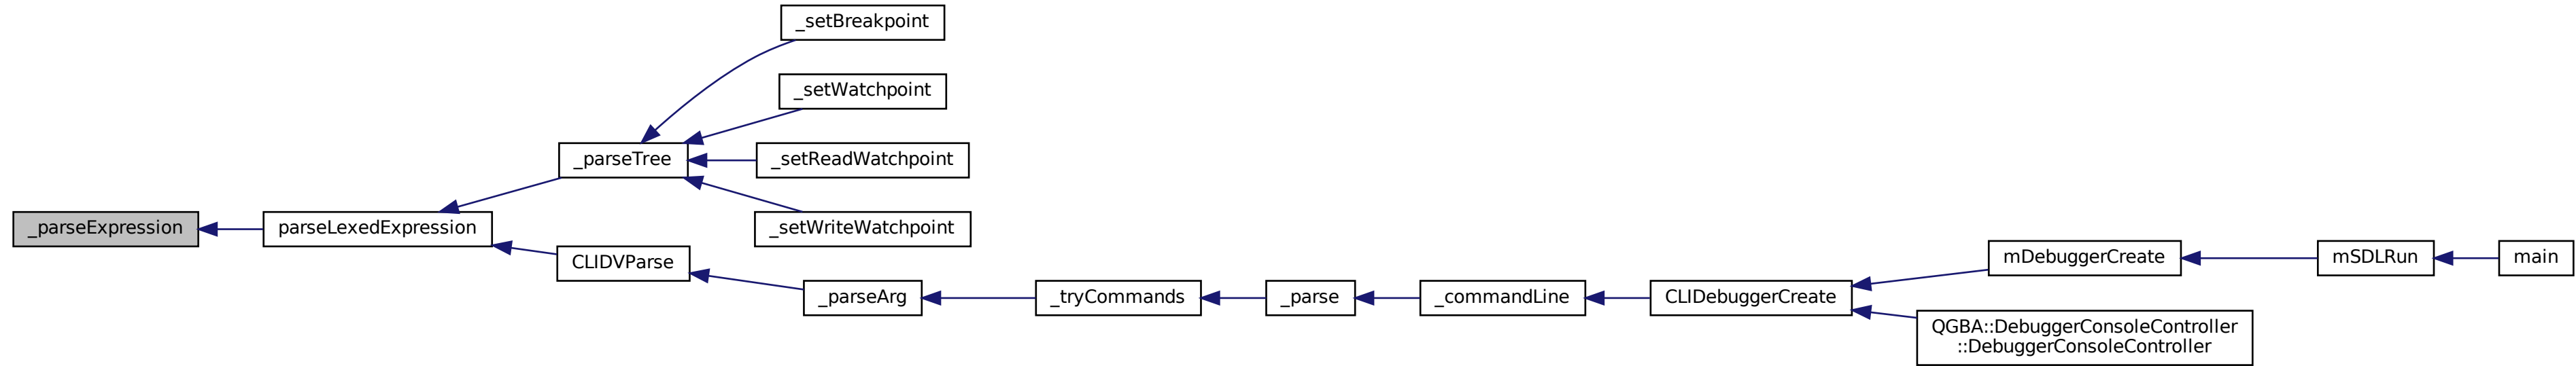 _setBreakpoint
_setWatchpoint
_parseTree
_setReadWatchpoint
_parseExpression
parseLexedExpression
_setWriteWatchpoint
CLIDVParse
_parseArg
_tryCommands
_parse
_commandLine
CLIDebuggerCreate
mDebuggerCreate
mSDLRun
main
QGBA::DebuggerConsoleController
::DebuggerConsoleController